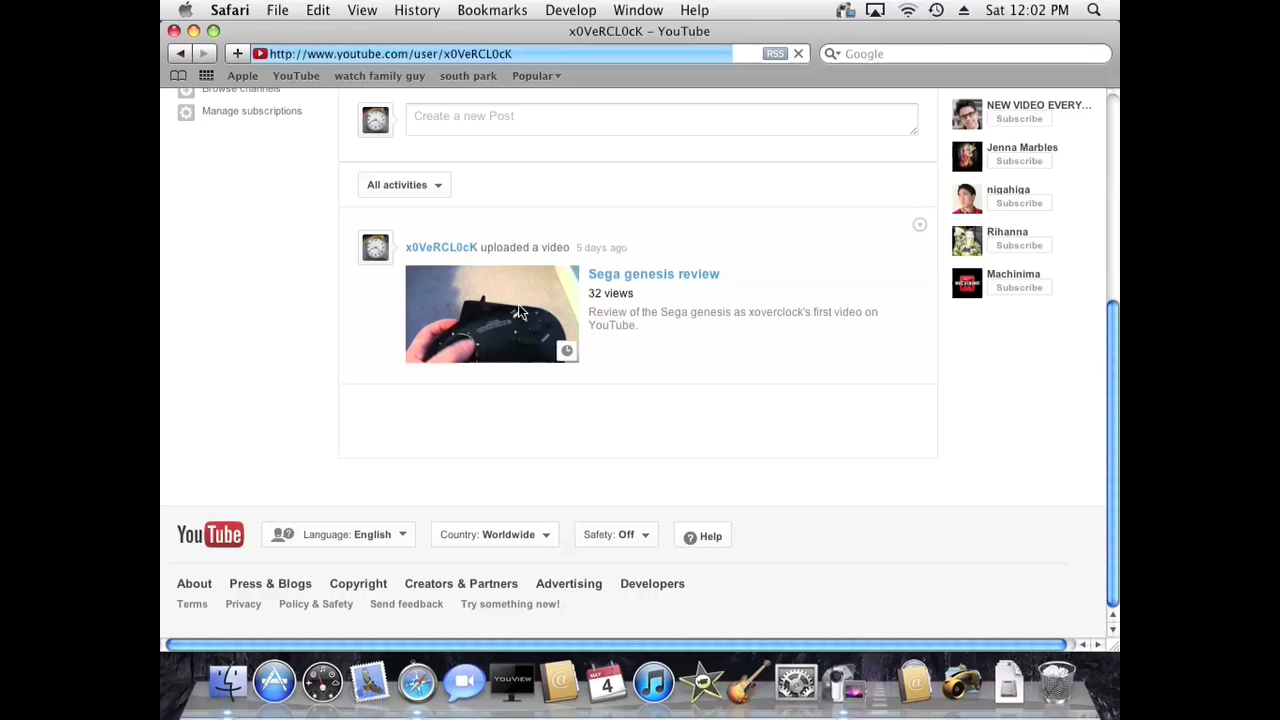 Safari File Edit View History Bookmarks Develop Window Help Sat 12:02 PM
x0VeRCL0cK – YouTube
http://www.youtube.com/user/x0VeRCL0cK RSS Google
Apple YouTube watch family guy south park Popular
Browse channels
Manage subscriptions
Create a new Post
All activities
x0VeRCL0cK uploaded a video 5 days ago
Sega genesis review
32 views
Review of the Sega genesis as xoverclock's first video on
YouTube.
NEW VIDEO EVERY...
Subscribe
Jenna Marbles
Subscribe
nigahiga
Subscribe
Rihanna
Subscribe
Machinima
Subscribe
YouTube Language: English Country: Worldwide Safety: Off Help
About Press & Blogs Copyright Creators & Partners Advertising Developers
Terms Privacy Policy & Safety Send feedback Try something new!
YOUVIEW
MAY
4